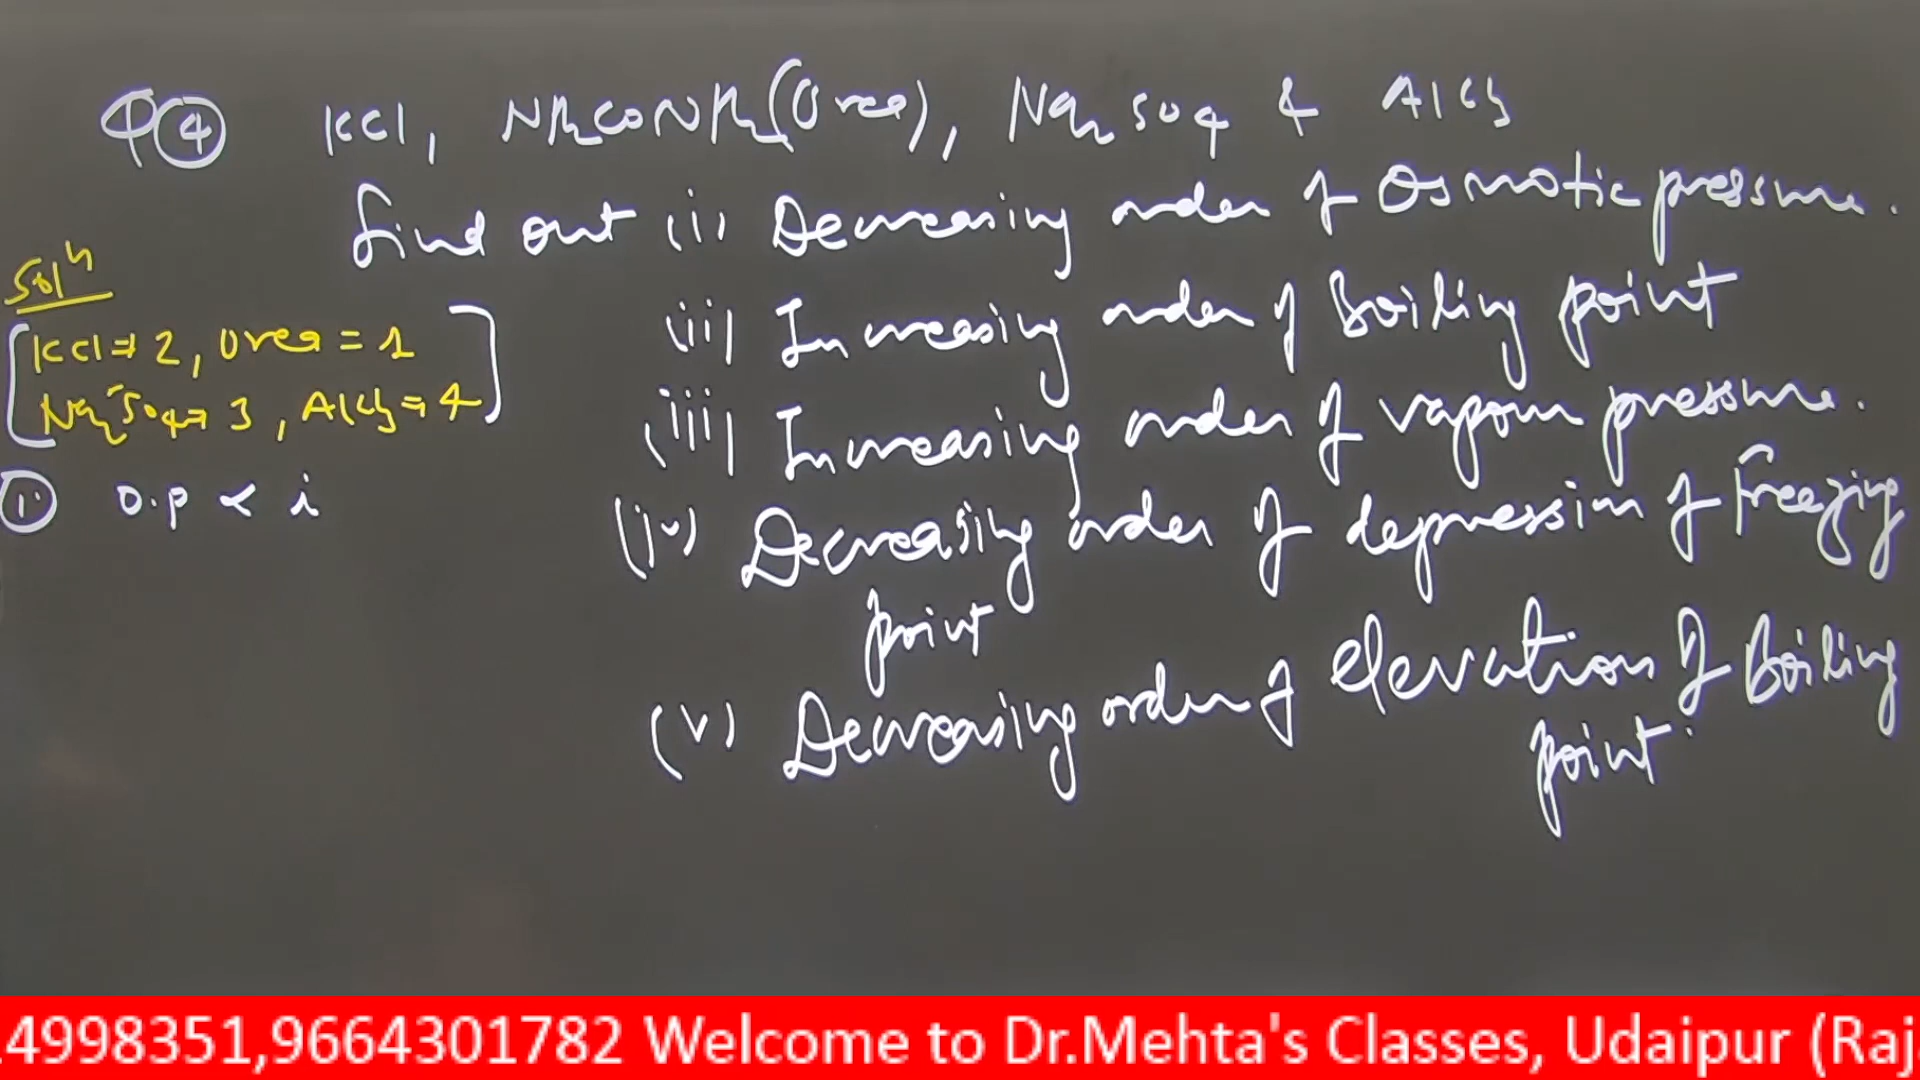 Q ④ KCl, NH₂CONH₂(Urea), Na₂SO₄ & AlCl₃
find out (i) Decreasing order of Osmotic pressure.
(ii) Increasing order of Boiling point
(iii) Increasing order of vapour pressure.
(iv) Decreasing order of depression of Freezing
point
(v) Decreasing order of elevation of Boiling
point.
Solⁿ
[KCl ⇒ 2, Urea = 1
Na₂SO₄ ⇒ 3, AlCl₃ ⇒ 4]
① O.P ∝ i
4998351,9664301782 Welcome to Dr.Mehta's Classes, Udaipur (Raj